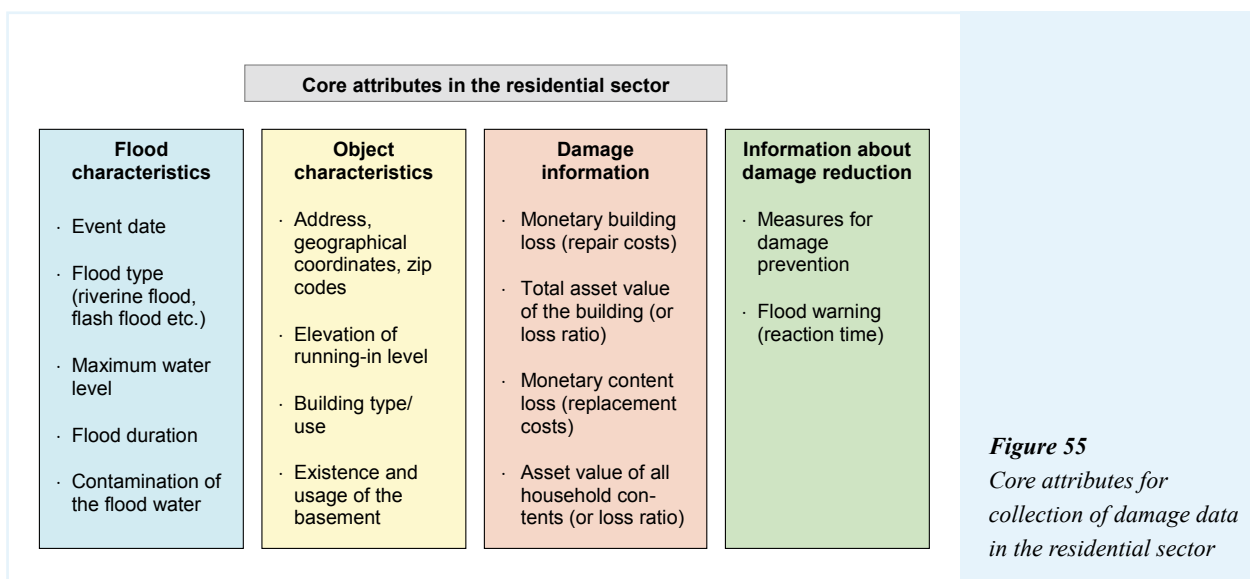 Core attributes in the residential sector
Flood
characteristics
· Event date
· Flood type
(riverine flood,
flash flood etc.)
· Maximum water
level
· Flood duration
· Contamination of
the flood water
Object
characteristics
· Address,
geographical
coordinates, zip
codes
· Elevation of
running-in level
· Building type/
use
· Existence and
usage of the
basement
Damage
information
· Monetary building
loss (repair costs)
· Total asset value
of the building (or
loss ratio)
· Monetary content
loss (replacement
costs)
· Asset value of all
household con-
tents (or loss ratio)
Information about
damage reduction
· Measures for
damage
prevention
· Flood warning
(reaction time)
Figure 55
Core attributes for
collection of damage data
in the residential sector